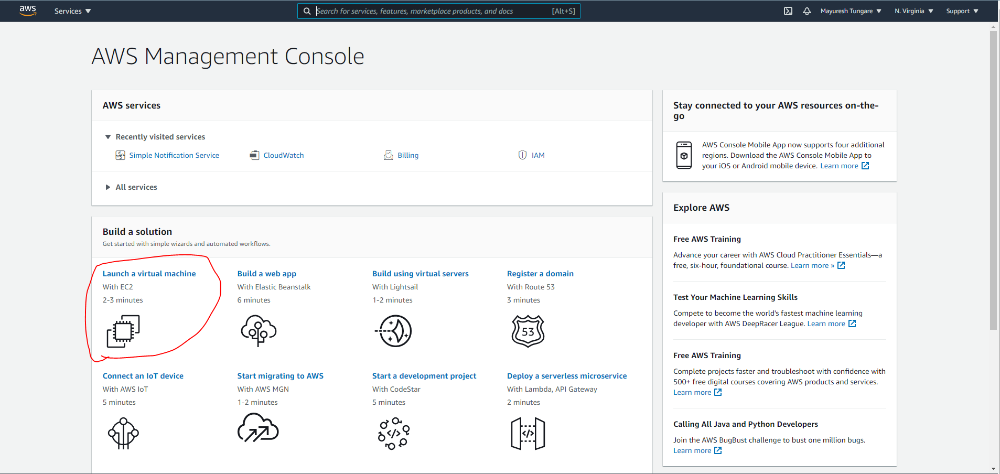 aws
Services
Search for services, features, marketplace products, and docs [Alt+S]
Mayuresh Tungare
N. Virginia
Support
AWS Management Console
AWS services
Recently visited services
Simple Notification Service
CloudWatch
Billing
IAM
All services
Build a solution
Get started with simple wizards and automated workflows.
Launch a virtual machine
With EC2
2-3 minutes
Build a web app
With Elastic Beanstalk
6 minutes
Build using virtual servers
With Lightsail
1-2 minutes
Register a domain
With Route 53
3 minutes
53
Connect an IoT device
With AWS IoT
5 minutes
Start migrating to AWS
With AWS MGN
1-2 minutes
Start a development project
With CodeStar
5 minutes
</>
Deploy a serverless microservice
With Lambda, API Gateway
2 minutes
</>
Stay connected to your AWS resources on-the-
go
AWS Console Mobile App now supports four additional
regions. Download the AWS Console Mobile App to
your iOS or Android mobile device. Learn more
Explore AWS
Free AWS Training
Advance your career with AWS Cloud Practitioner Essentials—a
free, six-hour, foundational course. Learn more »
Test Your Machine Learning Skills
Compete to become the world's fastest machine learning
developer with AWS DeepRacer League. Learn more
Free AWS Training
Complete projects faster and troubleshoot with confidence with
500+ free digital courses covering AWS products and services.
Learn more
Calling All Java and Python Developers
Join the AWS BugBust challenge to bust one million bugs.
Learn more